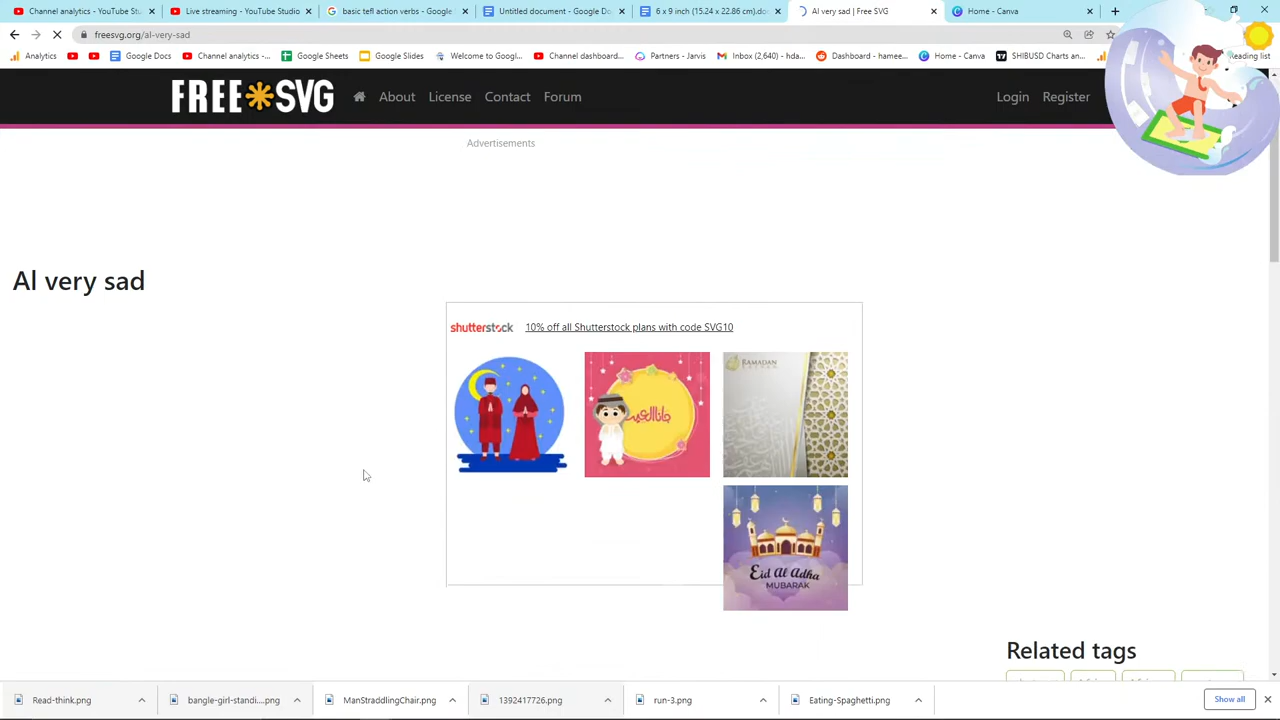 Channel analytics - YouTube S
Live streaming - YouTube Studio
basic tefl action verbs - Google
Untitled document - Google Do
6 x 9 inch (15.24 x 22.86 cm).do
Al very sad | Free SVG
Home - Canva
freesvg.org/al-very-sad
Analytics
Google Docs
Channel analytics...
Google Sheets
Google Slides
Welcome to Googl...
Channel dashboard...
Partners - Jarvis
Inbox (2,640) - hda...
Dashboard - hamee...
Home - Canva
SHIBUSD Charts an...
Reading list
FREE SVG
About
License
Contact
Forum
Login
Register
Advertisements
Al very sad
shutterstock
10% off all Shutterstock plans with code SVG10
RAMADAN
Eid Al Adha
MUBARAK
Related tags
Read-think.png
bangle-girl-standi....png
ManStraddlingChair.png
1392417726.png
run-3.png
Eating-Spaghetti.png
Show all